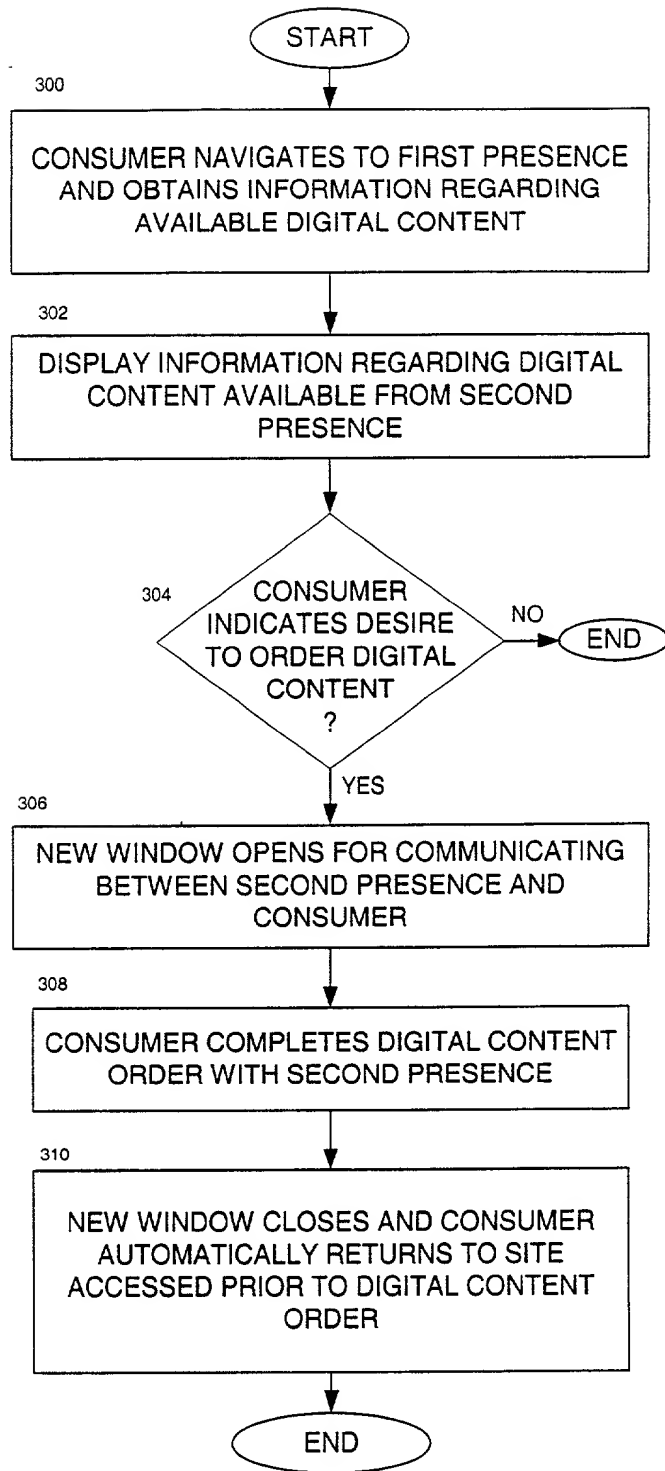 START
300
CONSUMER NAVIGATES TO FIRST PRESENCE
AND OBTAINS INFORMATION REGARDING
AVAILABLE DIGITAL CONTENT
302
DISPLAY INFORMATION REGARDING DIGITAL
CONTENT AVAILABLE FROM SECOND
PRESENCE
304
CONSUMER
INDICATES DESIRE
TO ORDER DIGITAL
CONTENT
?
NO
END
YES
306
NEW WINDOW OPENS FOR COMMUNICATING
BETWEEN SECOND PRESENCE AND
CONSUMER
308
CONSUMER COMPLETES DIGITAL CONTENT
ORDER WITH SECOND PRESENCE
310
NEW WINDOW CLOSES AND CONSUMER
AUTOMATICALLY RETURNS TO SITE
ACCESSED PRIOR TO DIGITAL CONTENT
ORDER
END